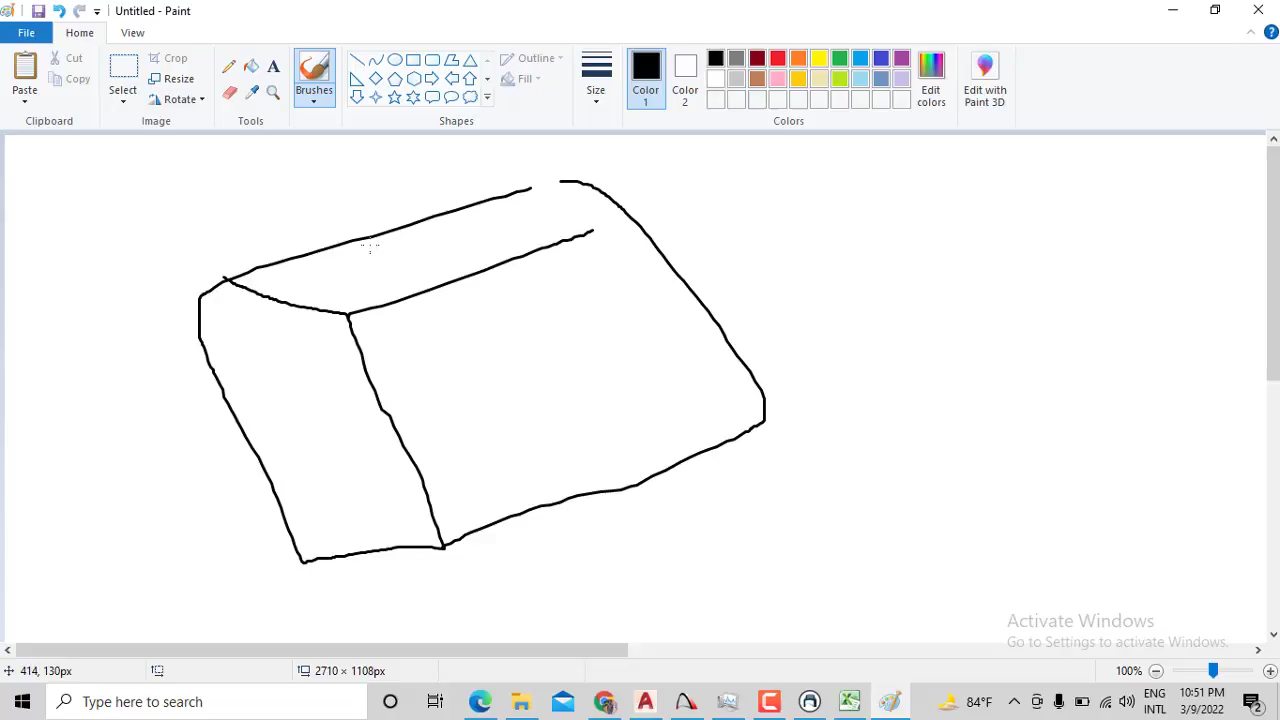 Untitled - Paint
File Home View
Paste
Cut
Copy
Clipboard
Select
Crop
Resize
Rotate
Image
Tools
Brushes
Shapes
Outline
Fill
Size
Color 1
Color 2
Colors
Edit colors
Edit with Paint 3D
Activate Windows
Go to Settings to activate Windows.
414, 130px
2710 × 1108px
100%
Type here to search
84°F
ENG
INTL
10:51 PM
3/9/2022
2